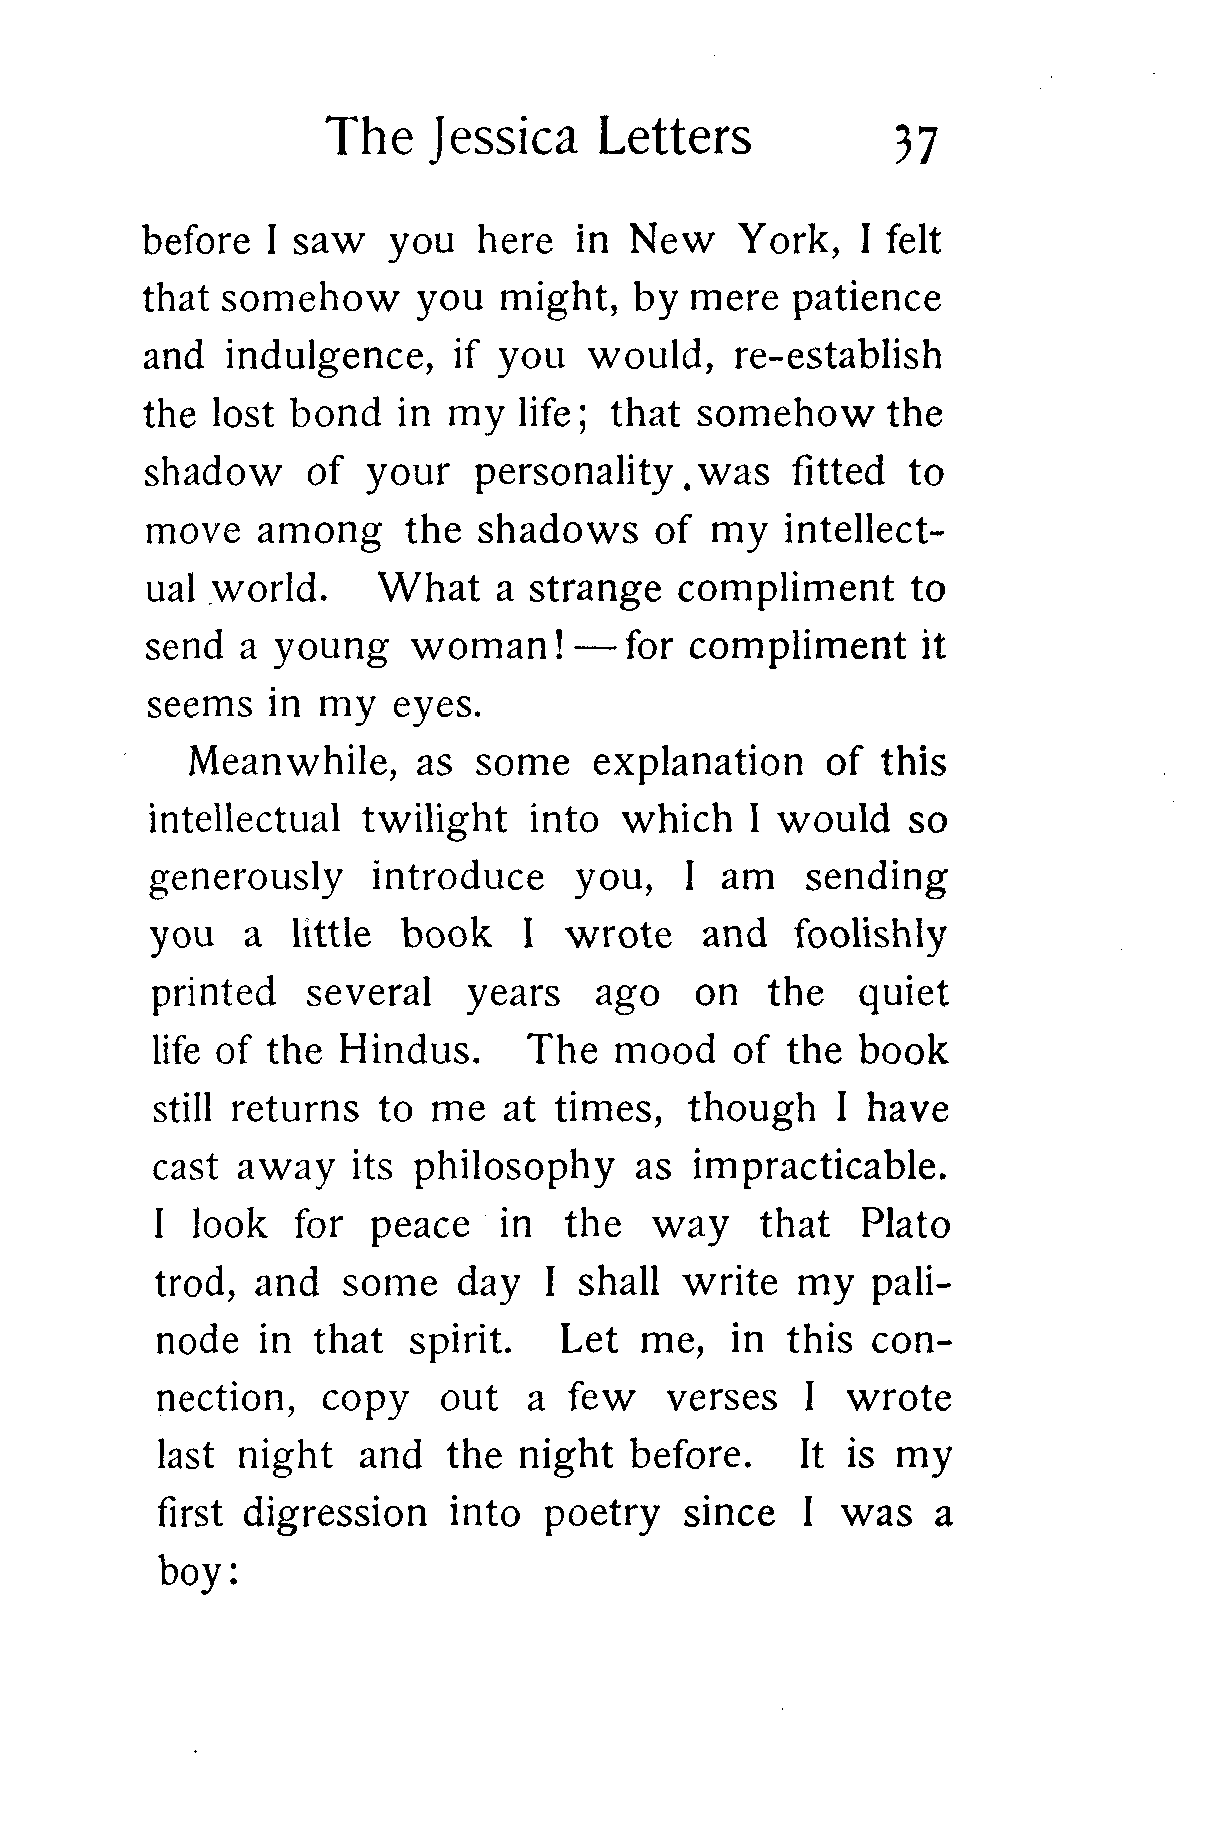 The Jessica Letters 37
before I saw you here in New York, I felt
that somehow you might, by mere patience
and indulgence, if you would, re-establish
the lost bond in my life; that somehow the
shadow of your personality was fitted to
move among the shadows of my intellect-
ual world. What a strange compliment to
send a young woman!—for compliment it
seems in my eyes.
Meanwhile, as some explanation of this
intellectual twilight into which I would so
generously introduce you, I am sending
you a little book I wrote and foolishly
printed several years ago on the quiet
life of the Hindus. The mood of the book
still returns to me at times, though I have
cast away its philosophy as impracticable.
I look for peace in the way that Plato
trod, and some day I shall write my pali-
node in that spirit. Let me, in this con-
nection, copy out a few verses I wrote
last night and the night before. It is my
first digression into poetry since I was a
boy: